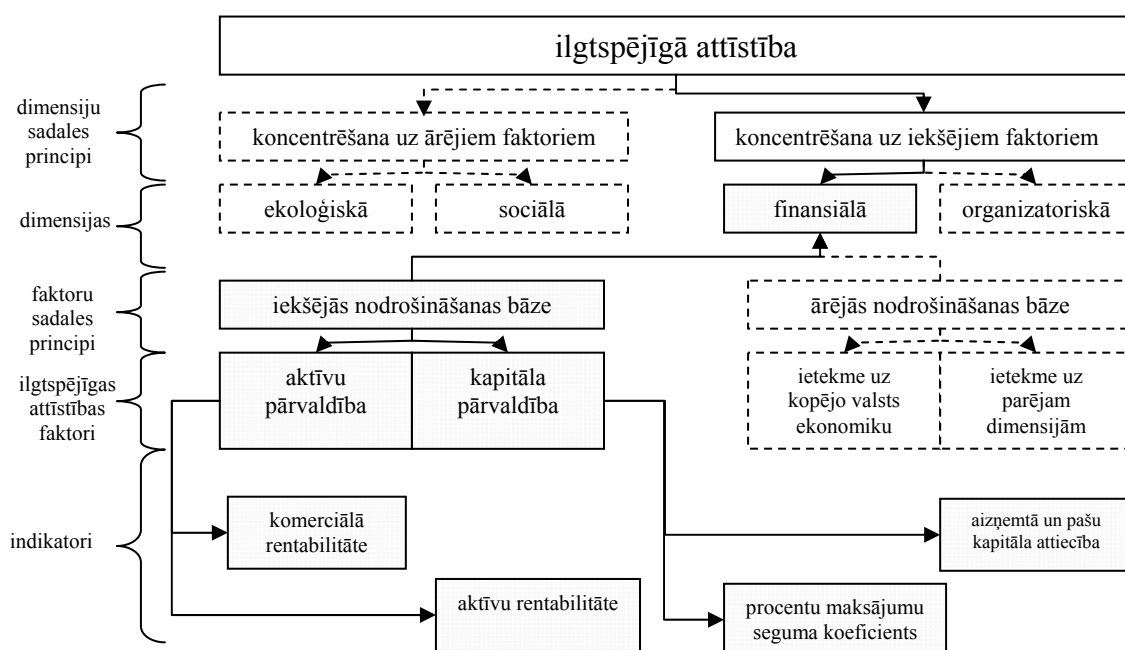 ilgtspējīgā attīstība
dimensiju
sadales
principi
koncentrēšana uz ārējiem faktoriem
koncentrēšana uz iekšējiem faktoriem
dimensijas
ekoloģiskā
sociālā
finansiālā
organizatoriskā
faktoru
sadales
principi
iekšējās nodrošināšanas bāze
ārējās nodrošināšanas bāze
ilgtspējīgas
attīstības
faktori
aktīvu
pārvaldība
kapitāla
pārvaldība
ietekme uz
kopējo valsts
ekonomiku
ietekme uz
parējam
dimensijām
indikatori
komerciālā
rentabilitāte
aizņemtā un pašu
kapitāla attiecība
aktīvu rentabilitāte
procentu maksājumu
seguma koeficients